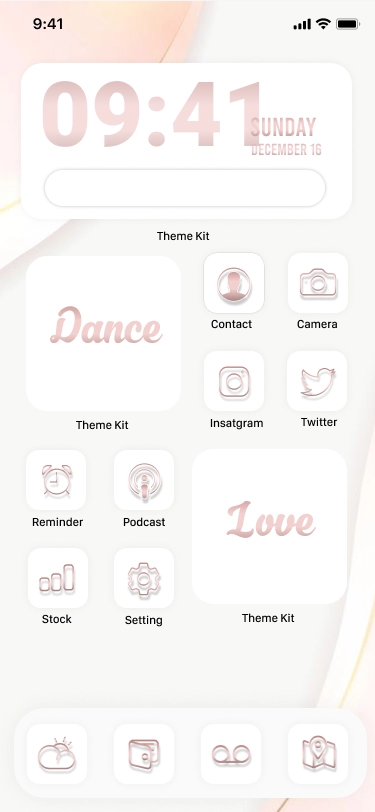 9:41
09:41
SUNDAY
DECEMBER 16
Theme Kit
Dance
Theme Kit
Contact
Camera
Insatgram
Twitter
Reminder
Podcast
Love
Stock
Setting
Theme Kit